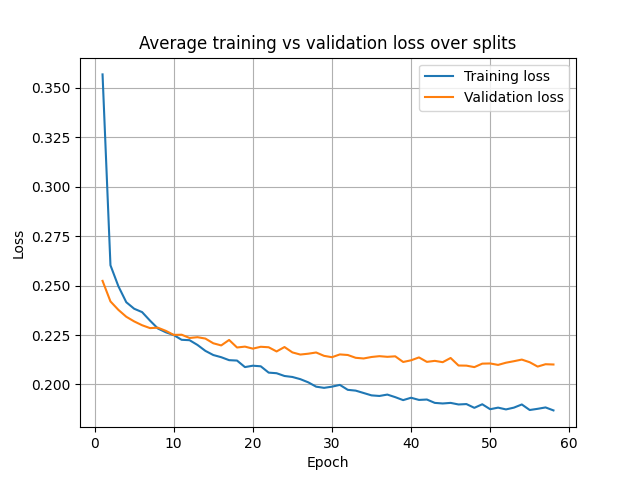 Average training vs validation loss over splits
Training loss
Validation loss
0.350
0.325
0.300
0.275
0.250
0.225
0.200
Loss
0 10 20 30 40 50 60
Epoch